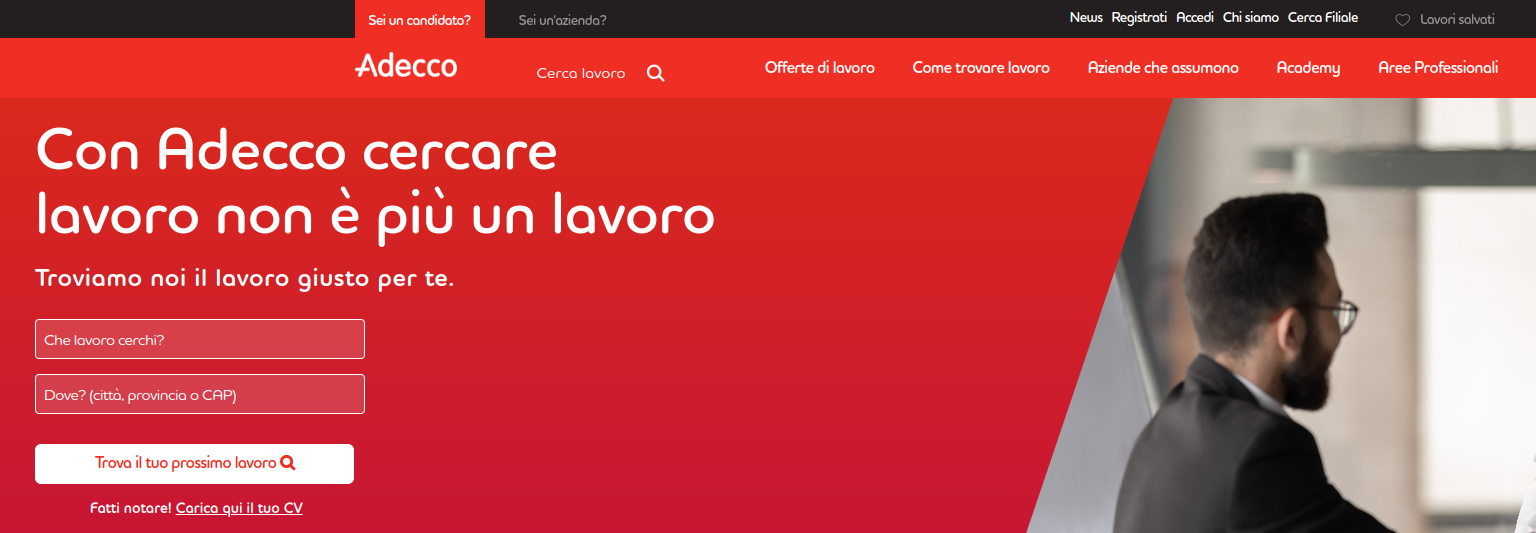 Sei un candidato?
Sei un'azienda?
News Registrati Accedi Chi siamo Cerca Filiale
Lavori salvati
Adecco
Cerca lavoro
Offerte di lavoro
Come trovare lavoro
Aziende che assumono
Academy
Aree Professionali
Con Adecco cercare
lavoro non è più un lavoro
Troviamo noi il lavoro giusto per te.
Che lavoro cerchi?
Dove? (città, provincia o CAP)
Trova il tuo prossimo lavoro
Fatti notare! Carica qui il tuo CV